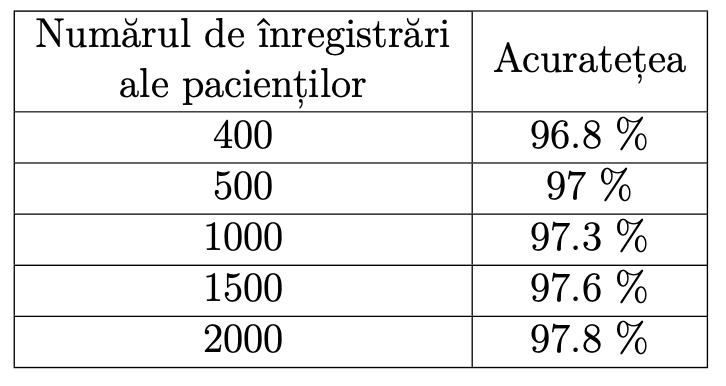 Numărul de înregistrări
ale pacienților
Acuratețea
400 96.8 %
500 97 %
1000 97.3 %
1500 97.6 %
2000 97.8 %